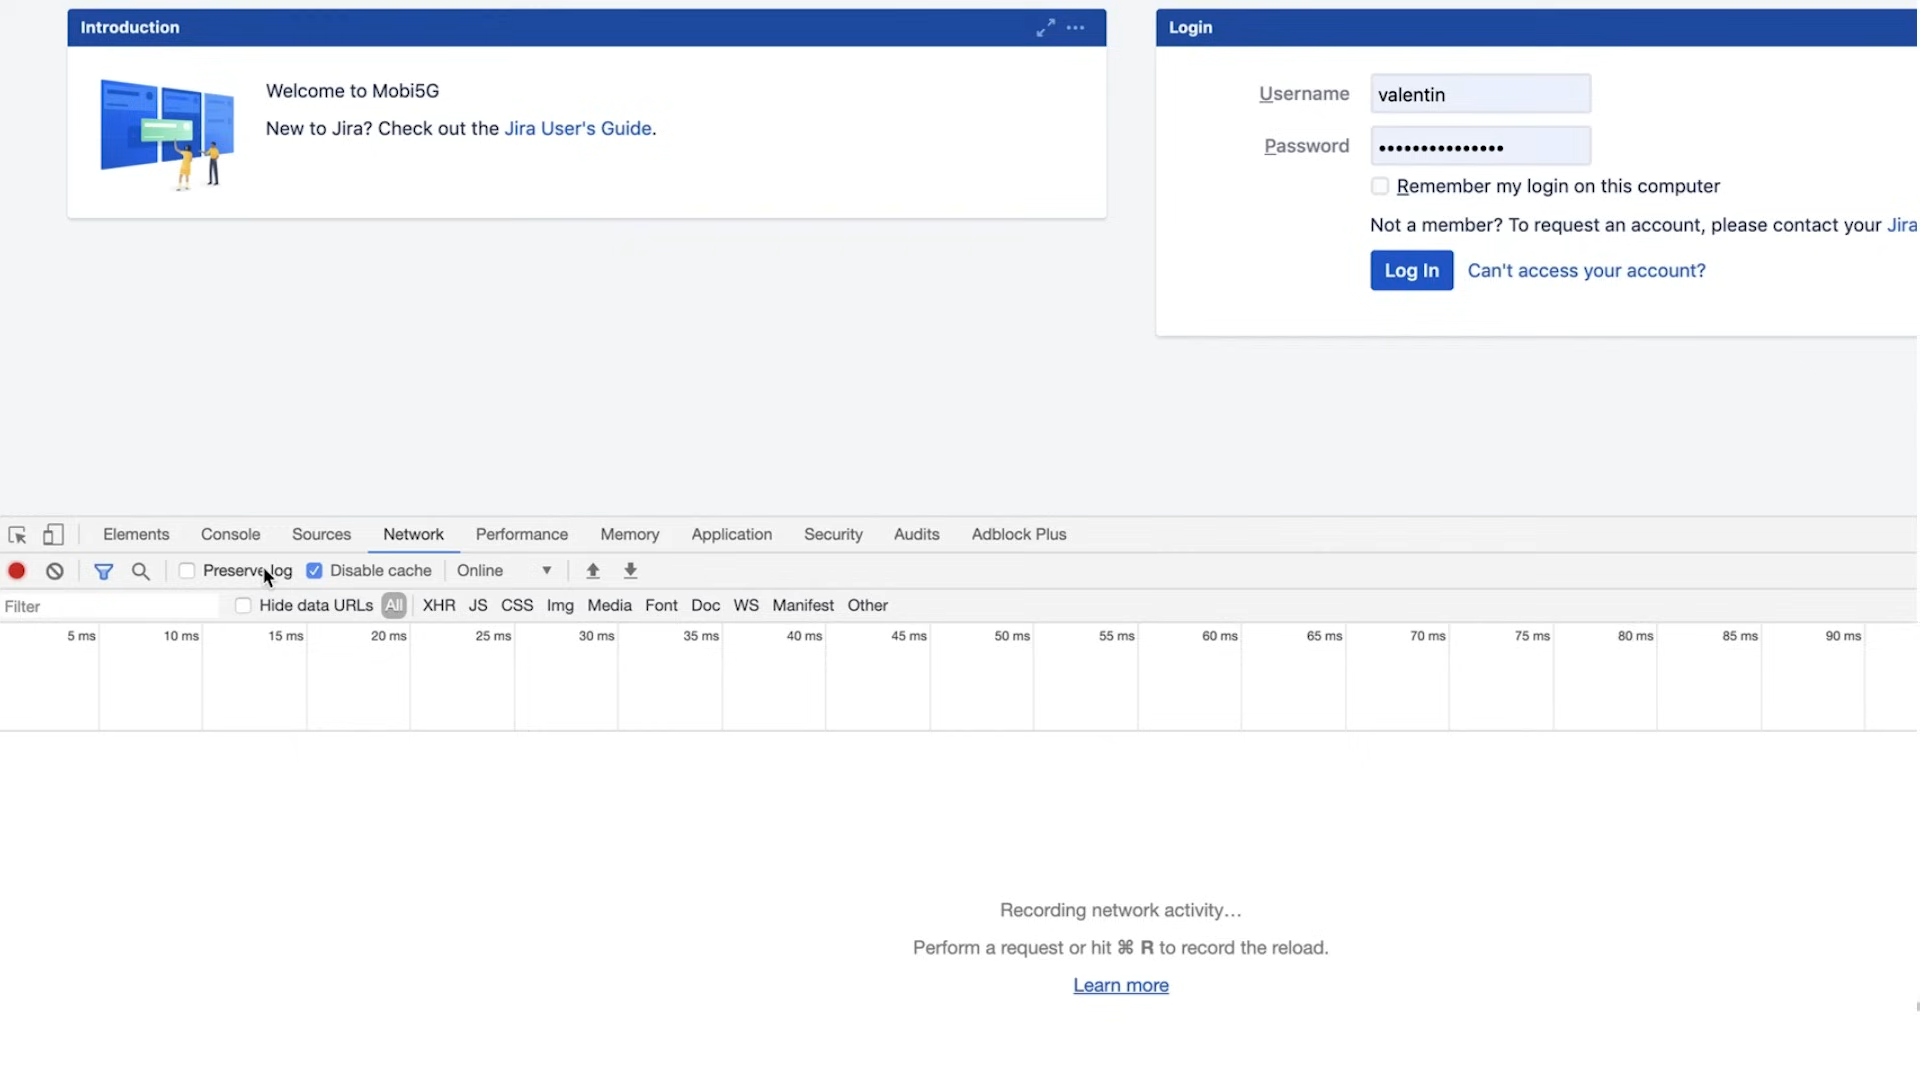 Introduction
Welcome to Mobi5G
New to Jira? Check out the Jira User's Guide.
Login
Username valentin
Password •••••••••••••••
Remember my login on this computer
Not a member? To request an account, please contact your Jira
Log In Can't access your account?
Elements Console Sources Network Performance Memory Application Security Audits Adblock Plus
Preserve log Disable cache Online
Filter Hide data URLs All XHR JS CSS Img Media Font Doc WS Manifest Other
5 ms 10 ms 15 ms 20 ms 25 ms 30 ms 35 ms 40 ms 45 ms 50 ms 55 ms 60 ms 65 ms 70 ms 75 ms 80 ms 85 ms 90 ms
Recording network activity…
Perform a request or hit ⌘ R to record the reload.
Learn more